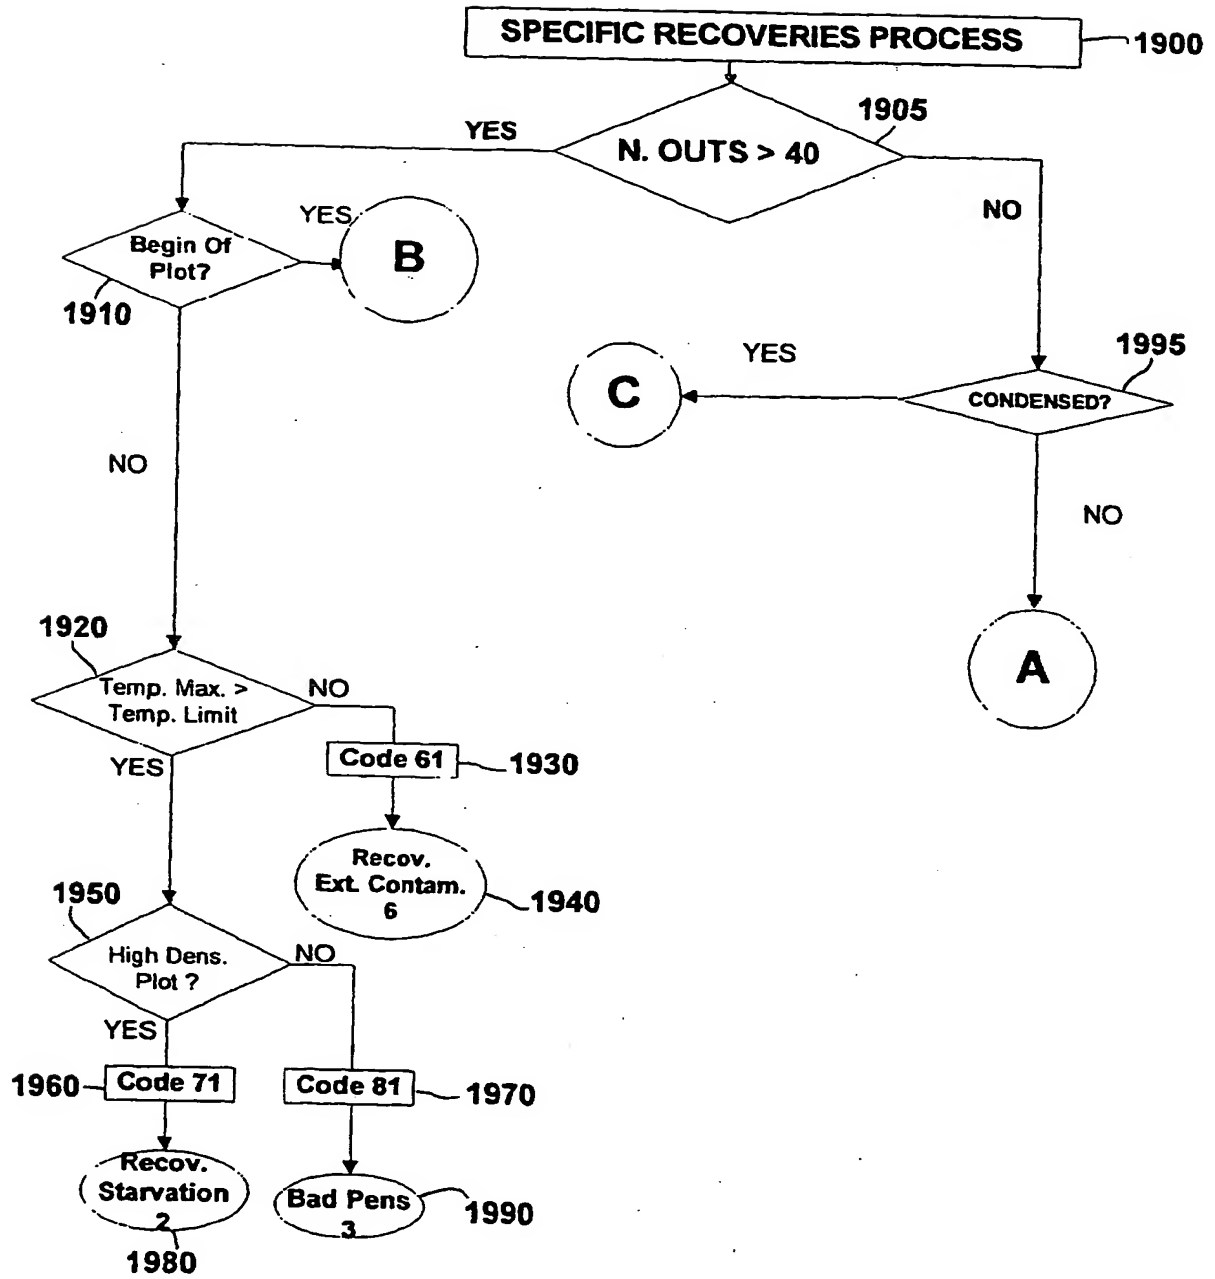 SPECIFIC RECOVERIES PROCESS
1900
1905
YES
N. OUTS > 40
NO
YES
Begin Of
Plot?
B
1910
1995
YES
C
CONDENSED?
NO
NO
1920
A
Temp. Max. >
Temp. Limit
NO
YES
Code 61
1930
Recov.
Ext. Contam.
6
1940
1950
High Dens.
Plot ?
NO
YES
1960
Code 71
Code 81
1970
Recov.
Starvation
2
Bad Pens
3
1990
1980